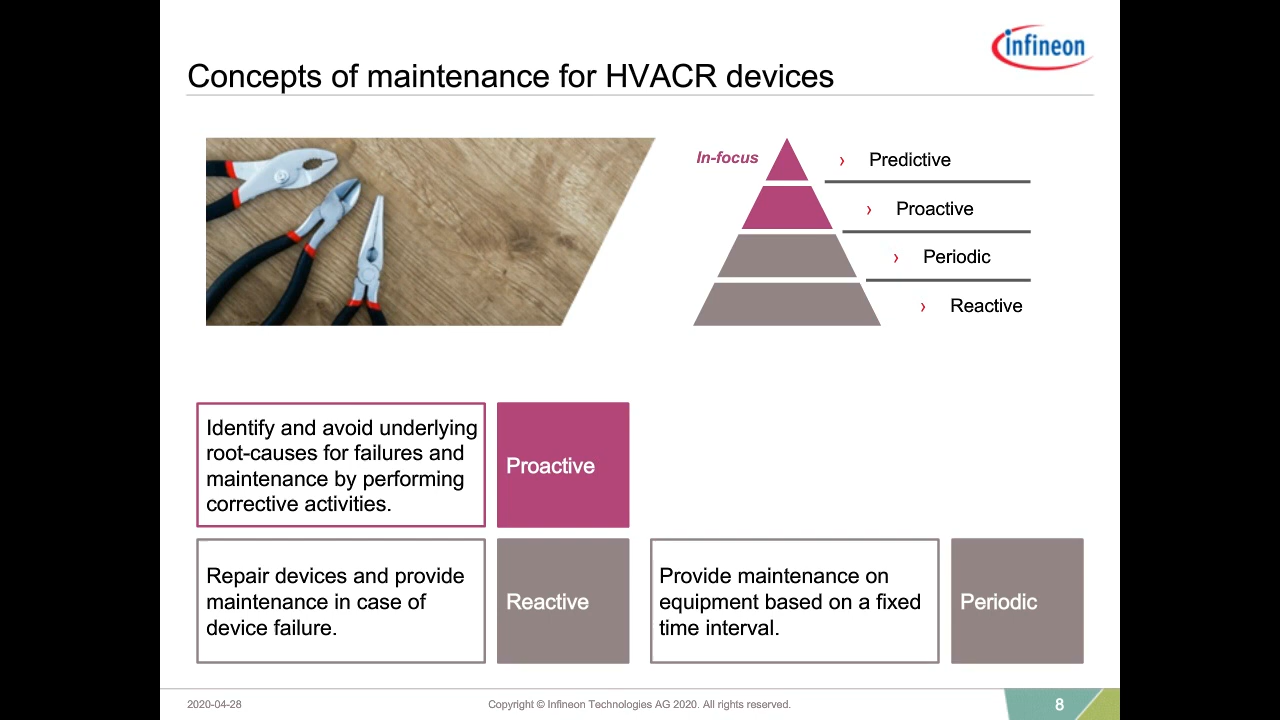 infineon
Concepts of maintenance for HVACR devices
In-focus
› Predictive
› Proactive
› Periodic
› Reactive
Identify and avoid underlying
root-causes for failures and
maintenance by performing
corrective activities.
Proactive
Repair devices and provide
maintenance in case of
device failure.
Reactive
Provide maintenance on
equipment based on a fixed
time interval.
Periodic
2020-04-28
Copyright © Infineon Technologies AG 2020. All rights reserved.
8